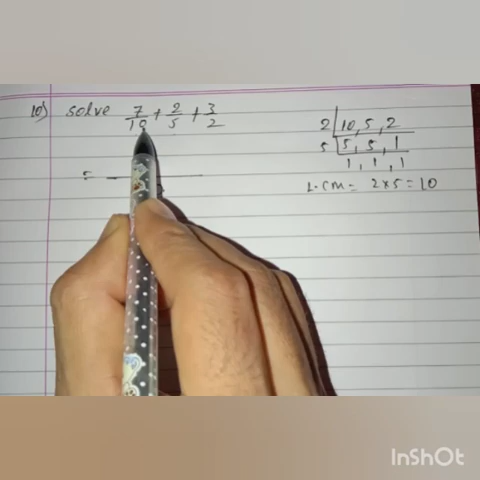 10) solve 7/10 + 2/5 + 3/2
2 | 10, 5, 2
5 | 5, 5, 1
1, 1, 1
L.CM = 2×5=10
=
InShOt